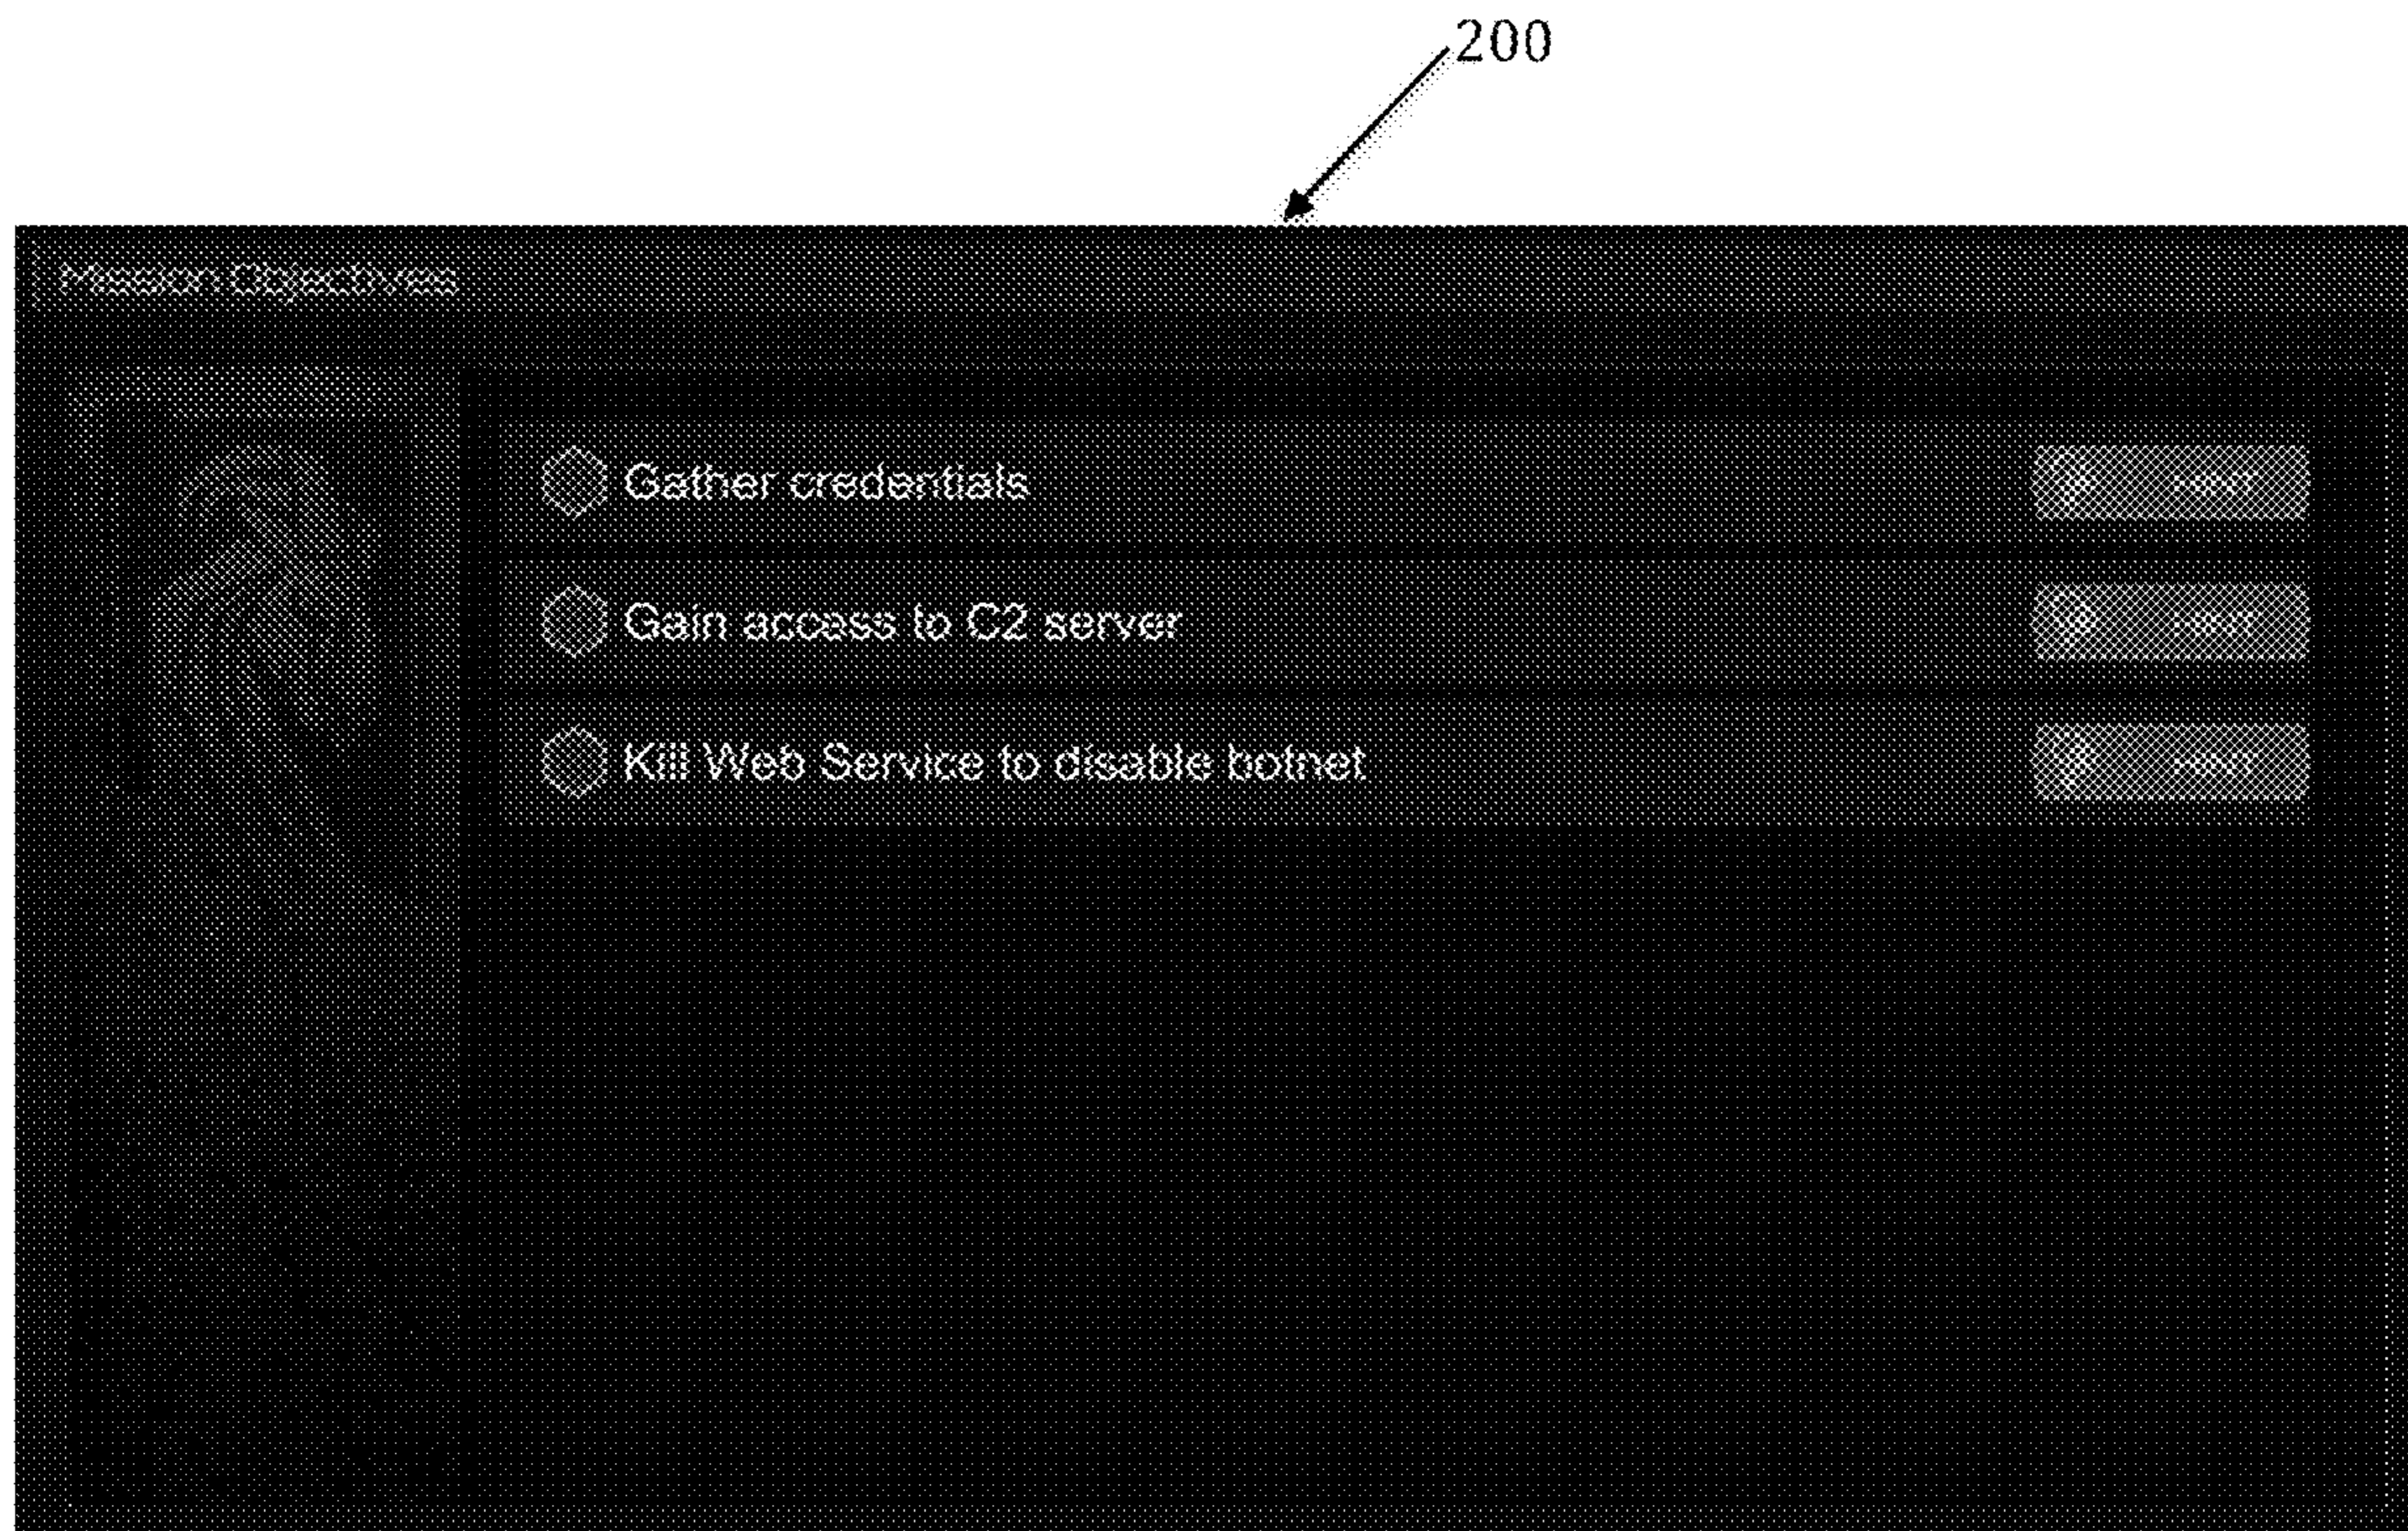 200
Mission Objectives
Gather credentials
Gain access to C2 server
Kill Web Service to disable botnet